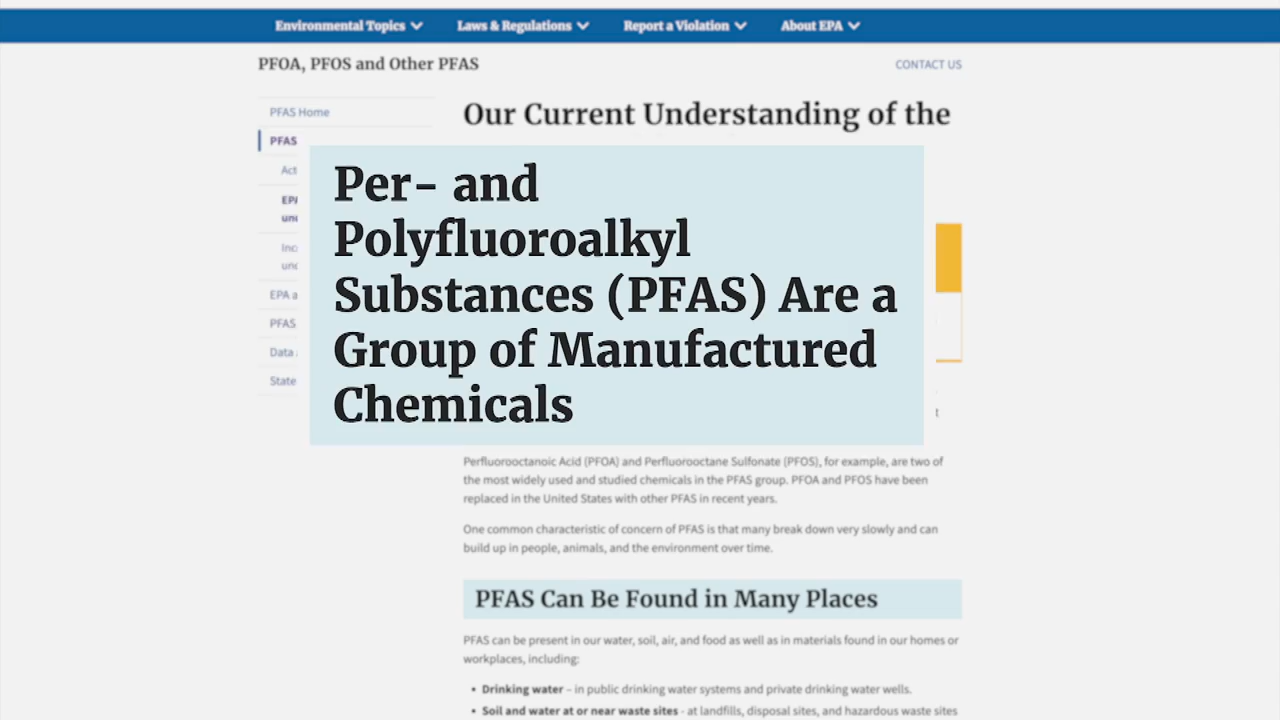 Environmental Topics Laws & Regulations Report a Violation About EPA
PFOA, PFOS and Other PFAS CONTACT US
PFAS Home
PFAS
EPA a
PFAS
Data
State
Our Current Understanding of the
Per- and
Polyfluoroalkyl
Substances (PFAS) Are a
Group of Manufactured
Chemicals
Perfluorooctanoic Acid (PFOA) and Perfluorooctane Sulfonate (PFOS), for example, are two of
the most widely used and studied chemicals in the PFAS group. PFOA and PFOS have been
replaced in the United States with other PFAS in recent years.
One common characteristic of concern of PFAS is that many break down very slowly and can
build up in people, animals, and the environment over time.
PFAS Can Be Found in Many Places
PFAS can be present in our water, soil, air, and food as well as in materials found in our homes or
workplaces, including:
• Drinking water – in public drinking water systems and private drinking water wells.
• Soil and water at or near waste sites - at landfills, disposal sites, and hazardous waste sites